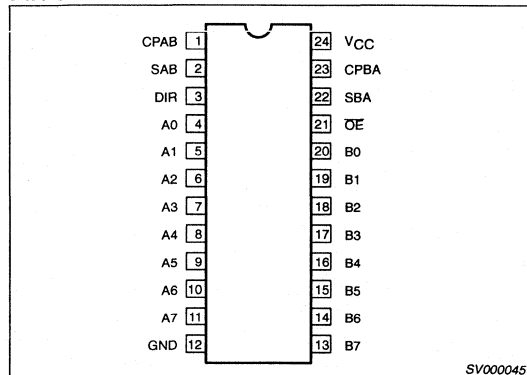 CPAB 1 24 VCC
SAB 2 23 CPBA
DIR 3 22 SBA
A0 4 21 O̅E̅
A1 5 20 B0
A2 6 19 B1
A3 7 18 B2
A4 8 17 B3
A5 9 16 B4
A6 10 15 B5
A7 11 14 B6
GND 12 13 B7
SV000045